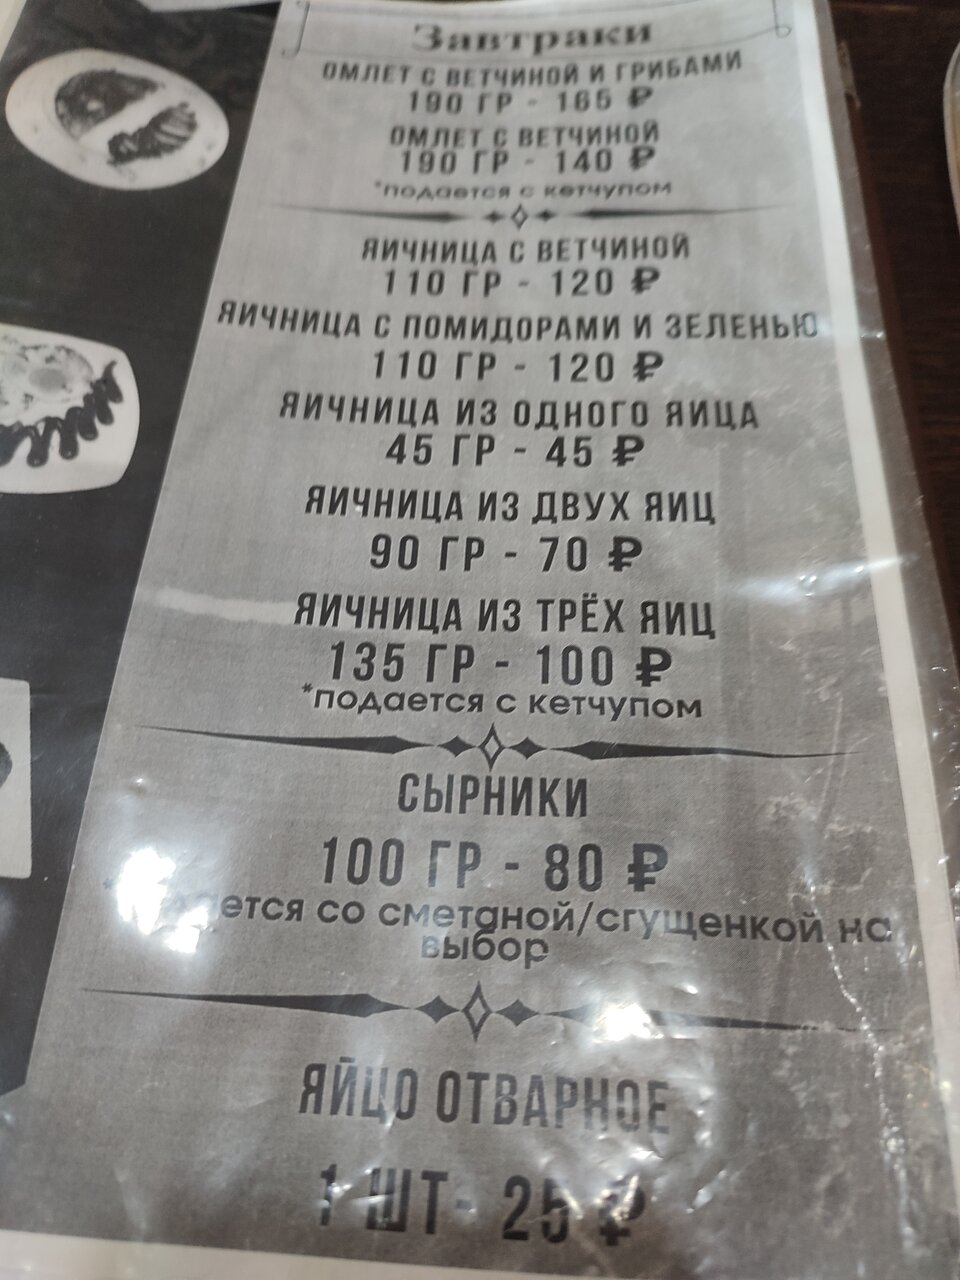 Завтраки
ОМЛЕТ С ВЕТЧИНОЙ И ГРИБАМИ
190 ГР - 165 ₽
ОМЛЕТ С ВЕТЧИНОЙ
190 ГР - 140 ₽
*подается с кетчупом
ЯИЧНИЦА С ВЕТЧИНОЙ
110 ГР - 120 ₽
ЯИЧНИЦА С ПОМИДОРАМИ И ЗЕЛЕНЬЮ
110 ГР - 120 ₽
ЯИЧНИЦА ИЗ ОДНОГО ЯИЦА
45 ГР - 45 ₽
ЯИЧНИЦА ИЗ ДВУХ ЯИЦ
90 ГР - 70 ₽
ЯИЧНИЦА ИЗ ТРЁХ ЯИЦ
135 ГР - 100 ₽
*подается с кетчупом
СЫРНИКИ
100 ГР - 80 ₽
со сметаной/сгущенкой на
выбор
ЯЙЦО ОТВАРНОЕ
1 ШТ- 25 ₽